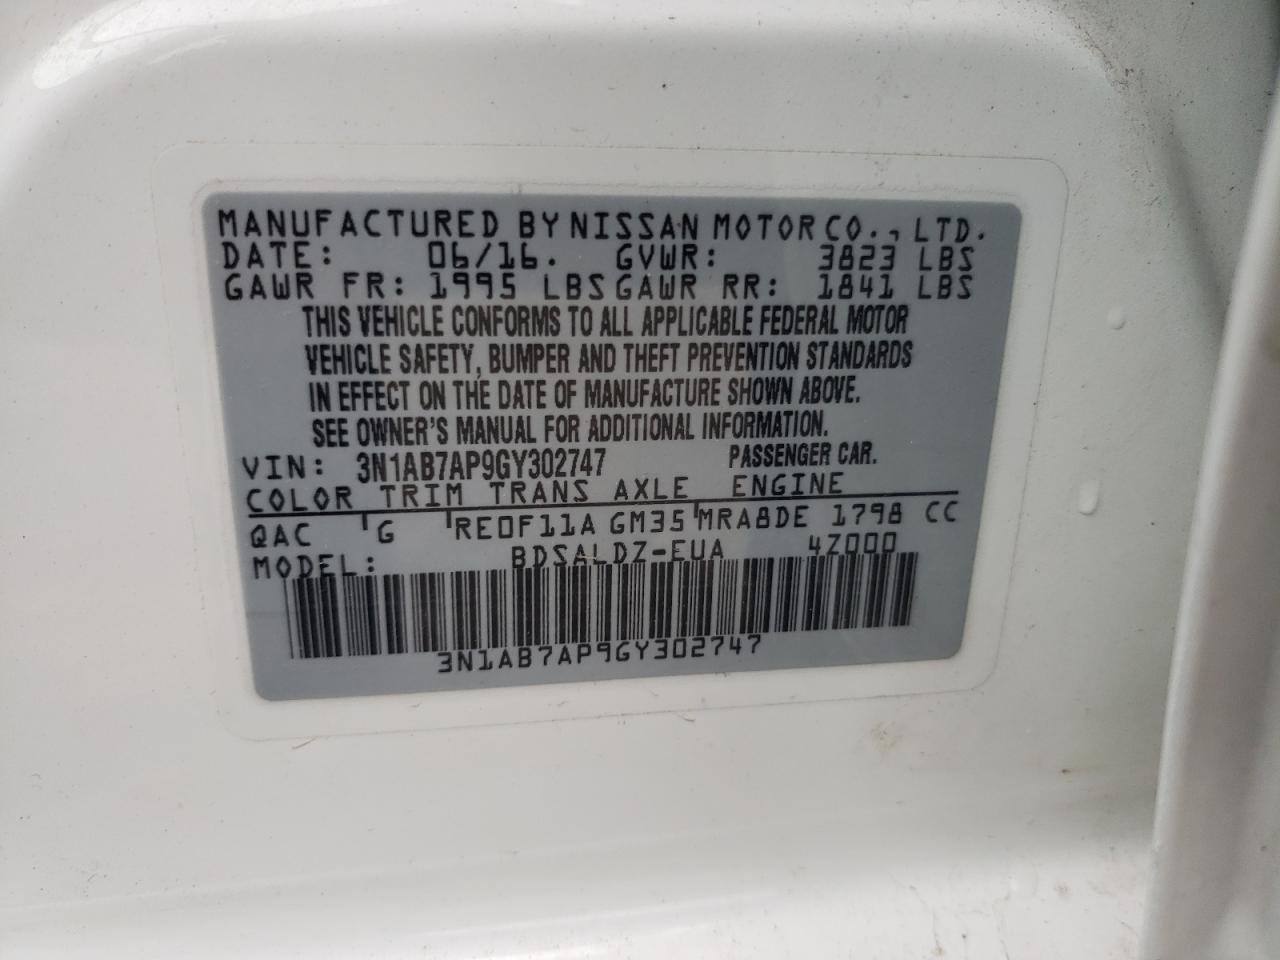 MANUFACTURED BY NISSAN MOTOR CO., LTD.
DATE: 06/16. GVWR: 3823 LBS
GAWR FR: 1995 LBS GAWR RR: 1841 LBS
THIS VEHICLE CONFORMS TO ALL APPLICABLE FEDERAL MOTOR
VEHICLE SAFETY, BUMPER AND THEFT PREVENTION STANDARDS
IN EFFECT ON THE DATE OF MANUFACTURE SHOWN ABOVE.
SEE OWNER'S MANUAL FOR ADDITIONAL INFORMATION.
VIN: 3N1AB7AP9GY302747 PASSENGER CAR.
COLOR TRIM TRANS AXLE ENGINE
QAC G RE0F11A GM35 MRA8DE 1798 CC
MODEL: BDSALDZ-EUA 4Z000
3N1AB7AP9GY302747